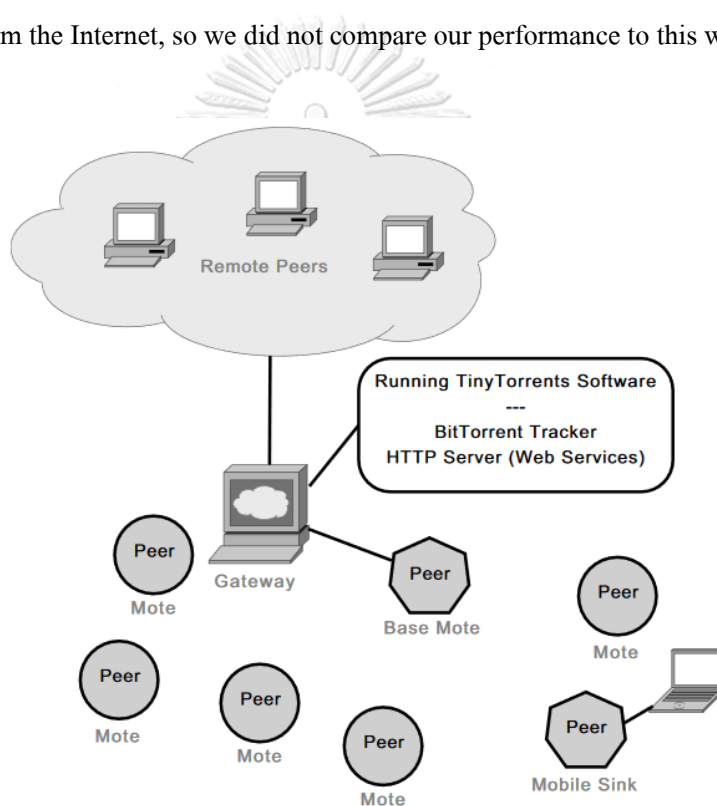 m the Internet, so we did not compare our performance to this w
Remote Peers
Running TinyTorrents Software
---
BitTorrent Tracker
HTTP Server (Web Services)
Peer
Mote
Gateway
Peer
Base Mote
Peer
Mote
Peer
Mote
Peer
Mote
Peer
Mote
Peer
Mobile Sink